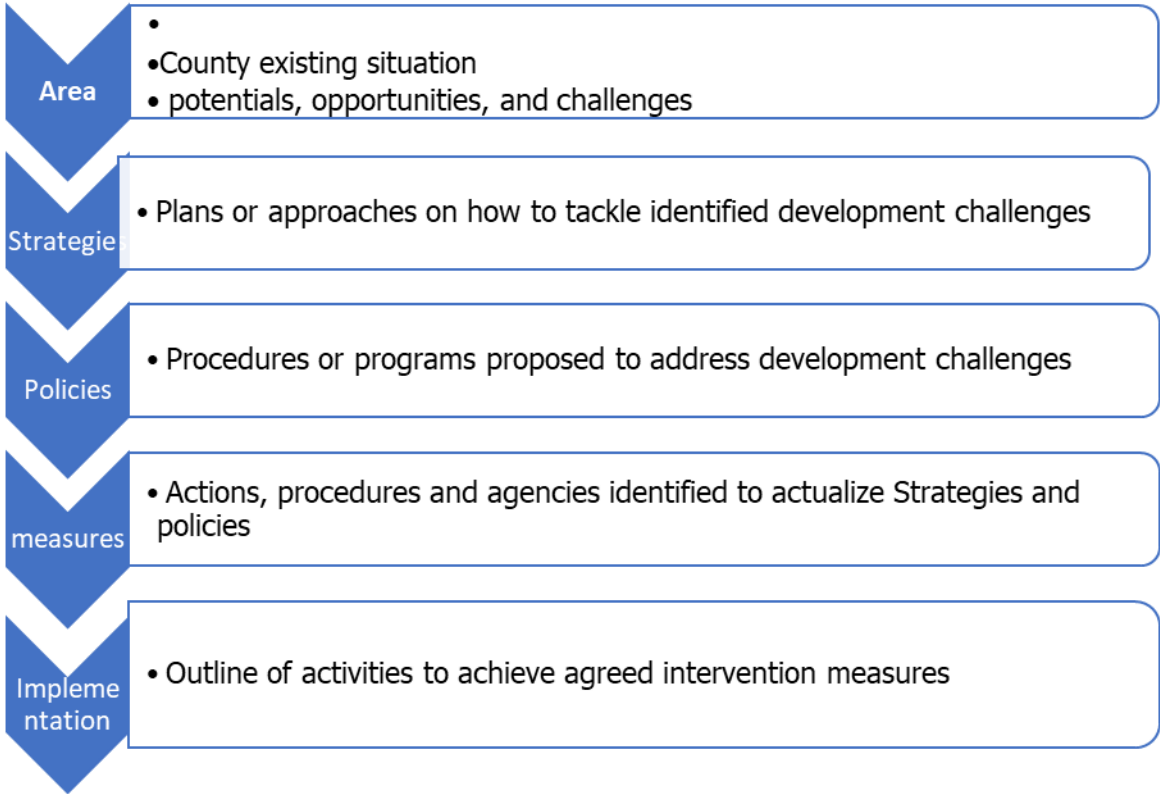 Area
•
•County existing situation
• potentials, opportunities, and challenges
Strategies
• Plans or approaches on how to tackle identified development challenges
Policies
• Procedures or programs proposed to address development challenges
measures
• Actions, procedures and agencies identified to actualize Strategies and
policies
Impleme
ntation
• Outline of activities to achieve agreed intervention measures